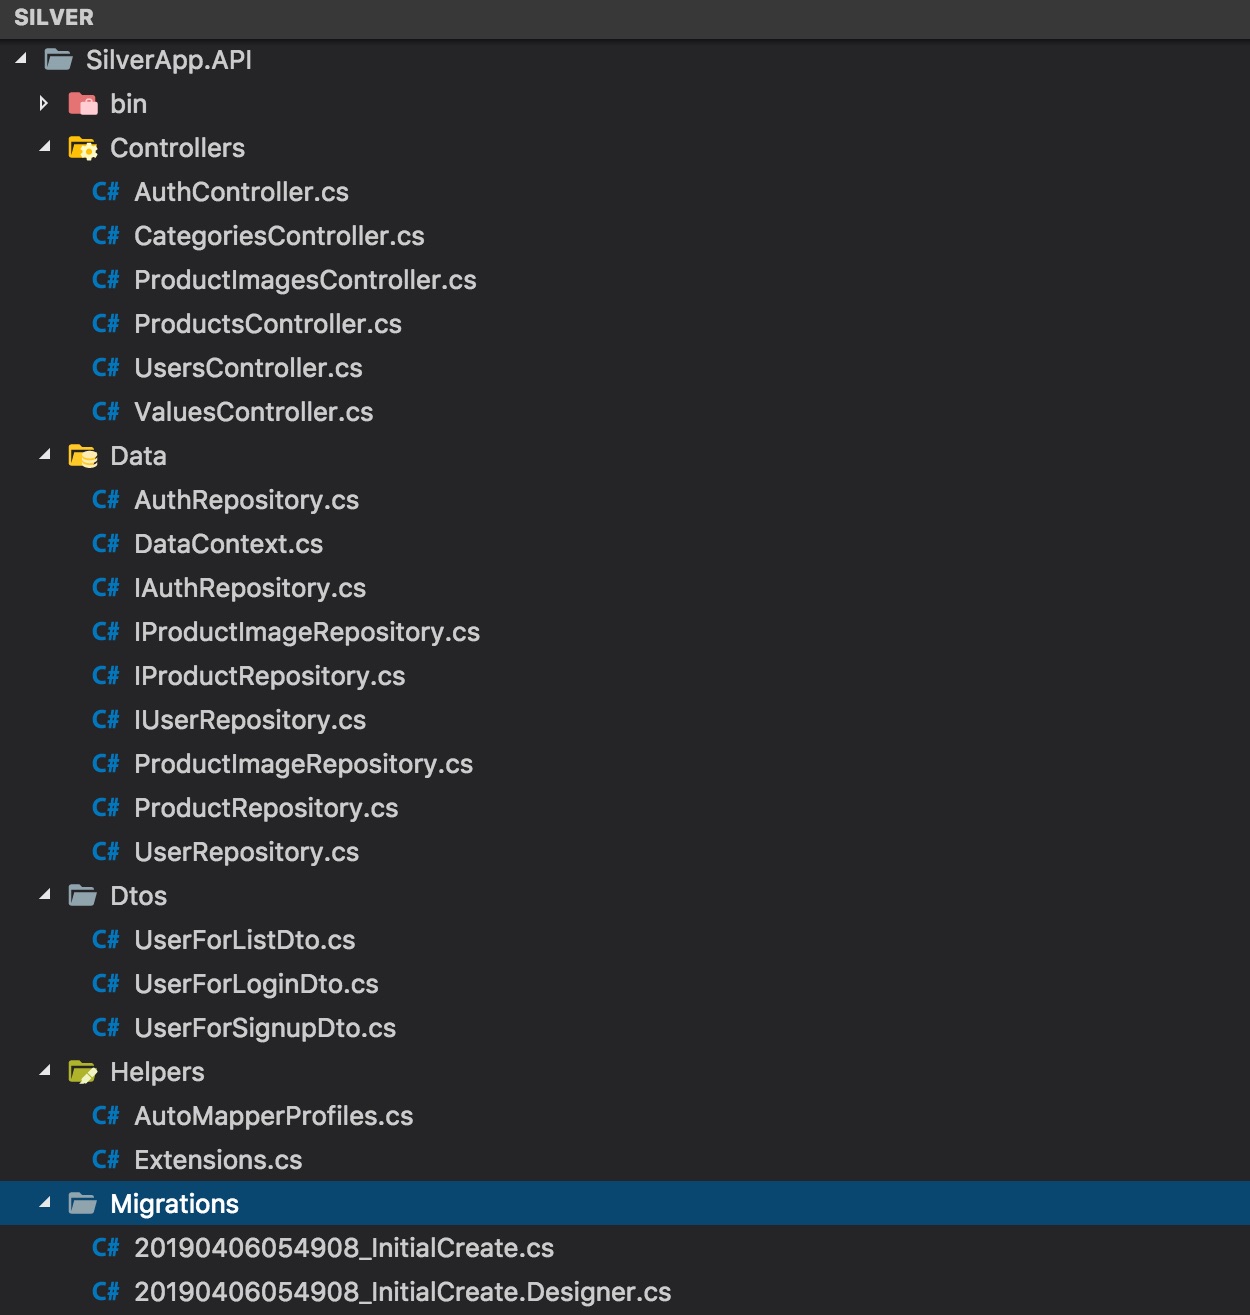 SILVER
SilverApp.API
bin
Controllers
C# AuthController.cs
C# CategoriesController.cs
C# ProductImagesController.cs
C# ProductsController.cs
C# UsersController.cs
C# ValuesController.cs
Data
C# AuthRepository.cs
C# DataContext.cs
C# IAuthRepository.cs
C# IProductImageRepository.cs
C# IProductRepository.cs
C# IUserRepository.cs
C# ProductImageRepository.cs
C# ProductRepository.cs
C# UserRepository.cs
Dtos
C# UserForListDto.cs
C# UserForLoginDto.cs
C# UserForSignupDto.cs
Helpers
C# AutoMapperProfiles.cs
C# Extensions.cs
Migrations
C# 20190406054908_InitialCreate.cs
C# 20190406054908_InitialCreate.Designer.cs